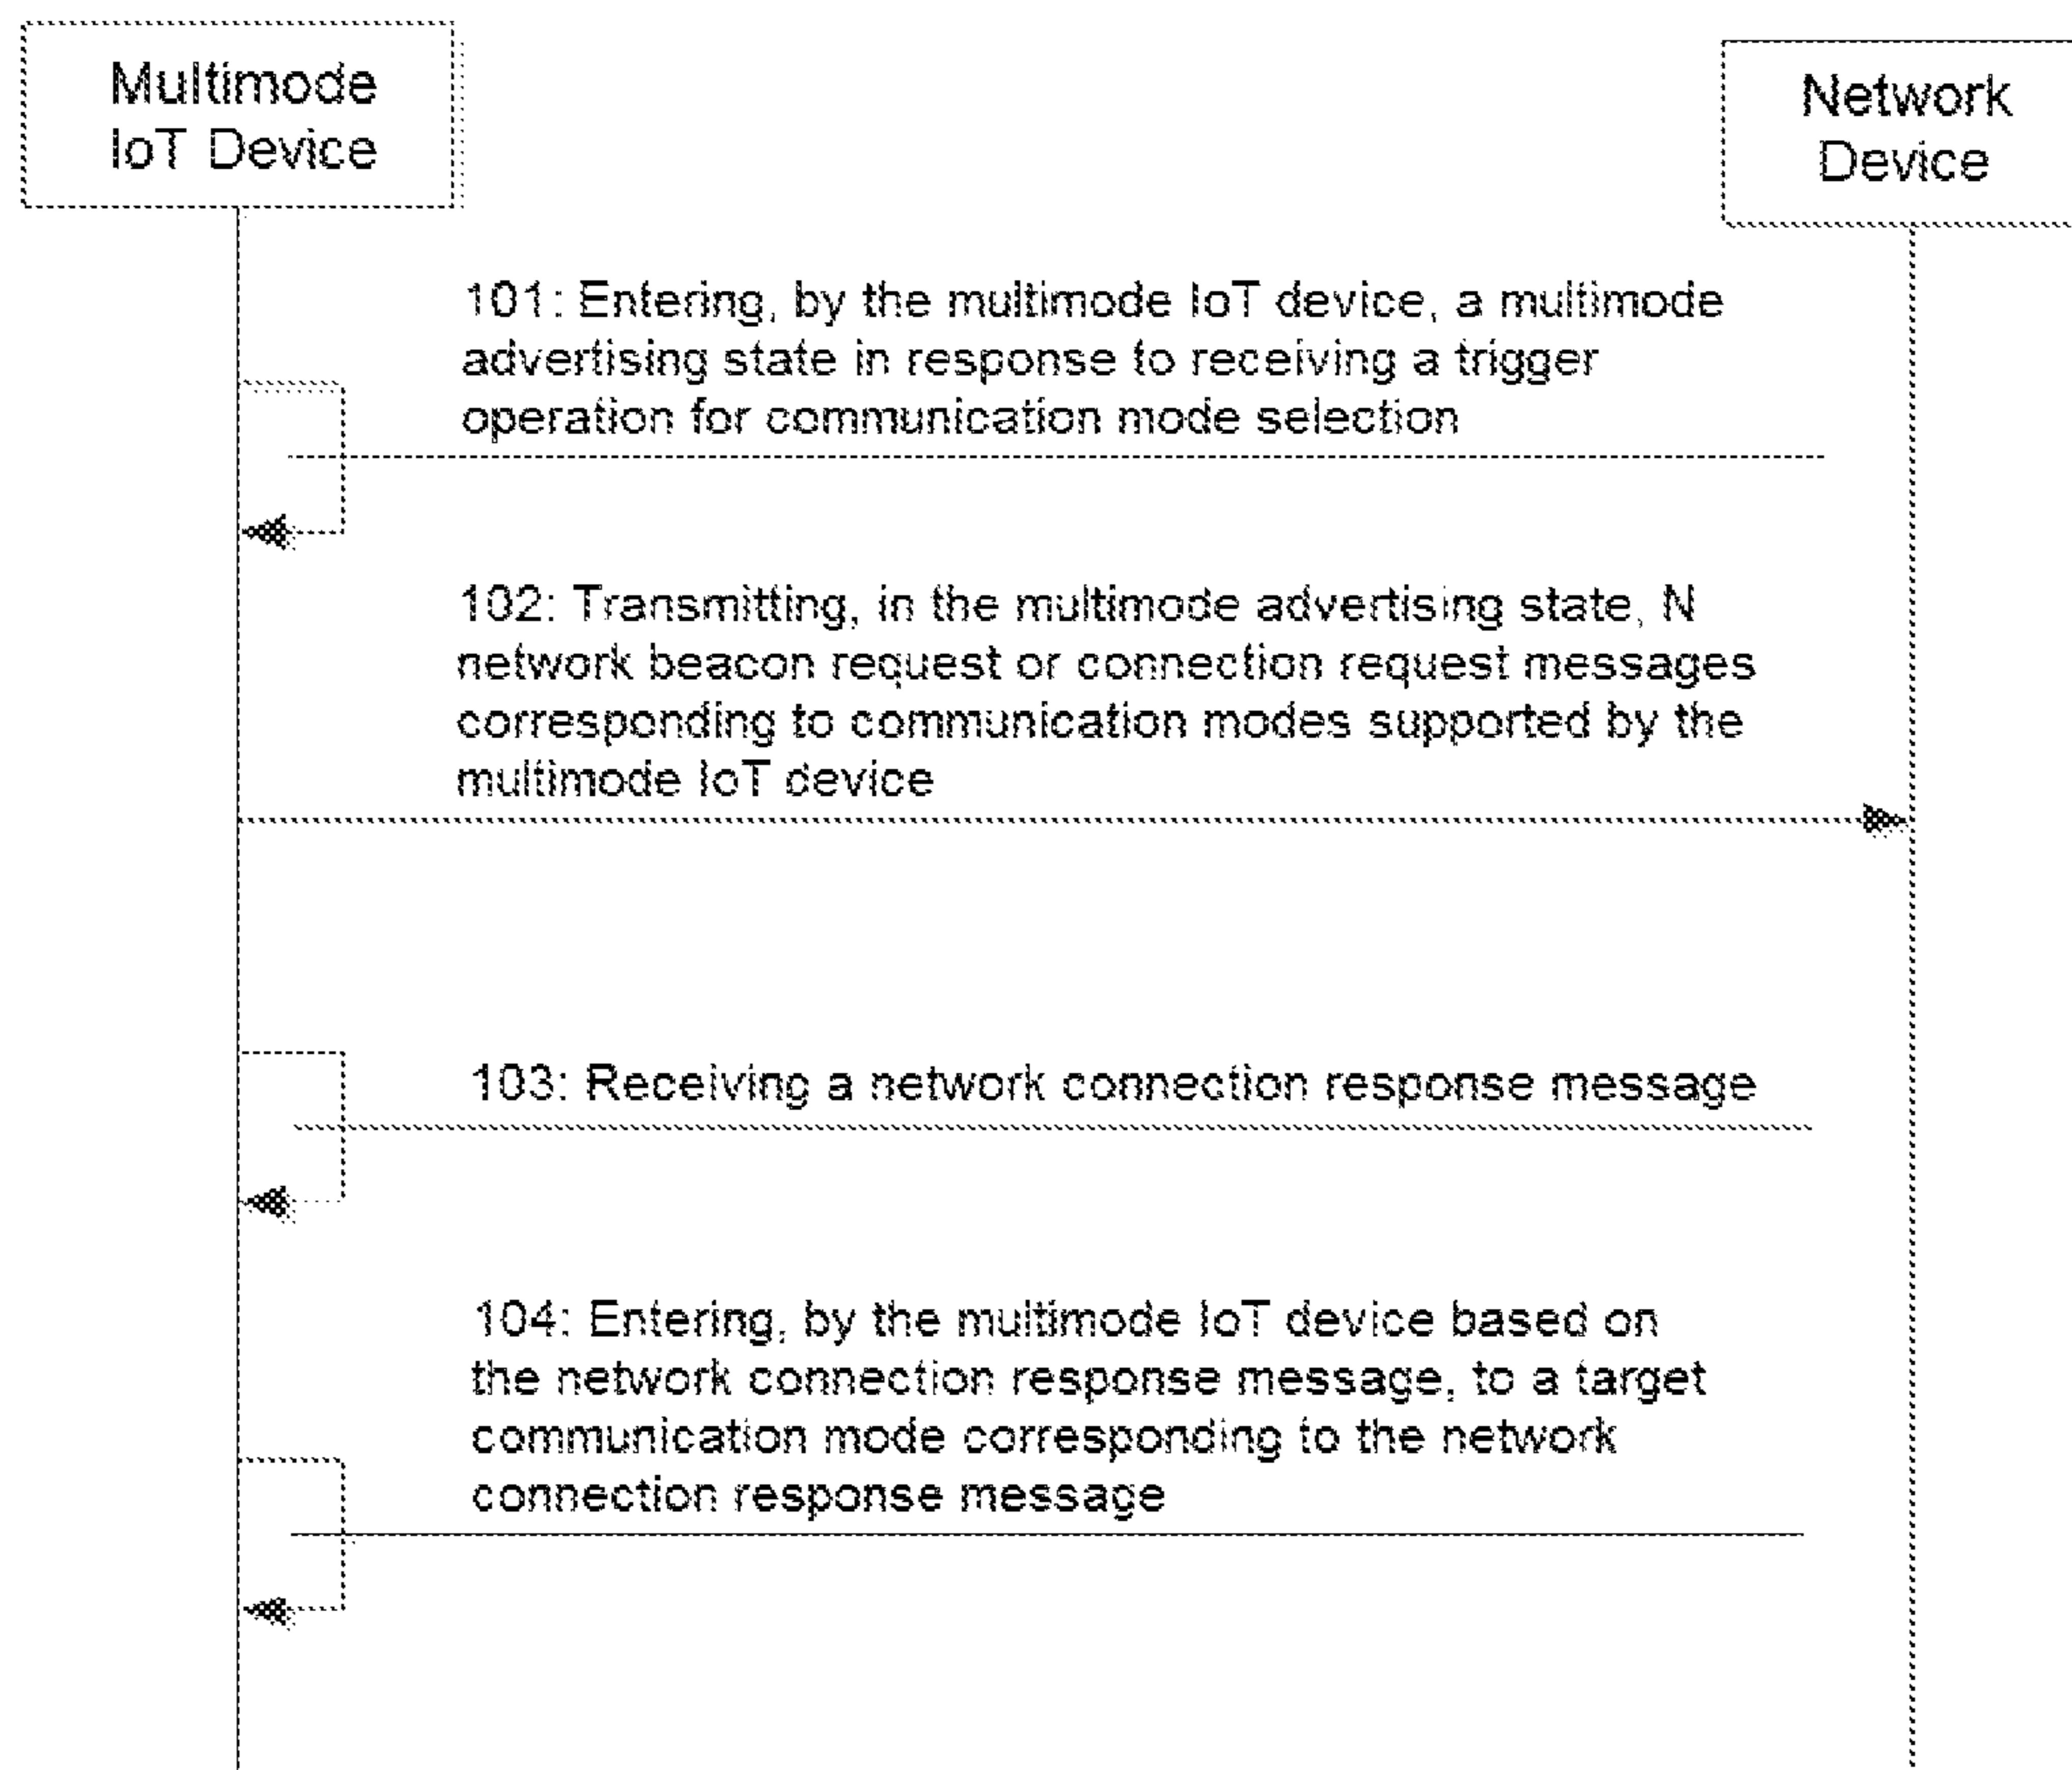 Multimode
IoT Device
Network
Device
101: Entering, by the multimode IoT device, a multimode
advertising state in response to receiving a trigger
operation for communication mode selection
102: Transmitting, in the multimode advertising state, N
network beacon request or connection request messages
corresponding to communication modes supported by the
multimode IoT device
103: Receiving a network connection response message
104: Entering, by the multimode IoT device based on
the network connection response message, to a target
communication mode corresponding to the network
connection response message